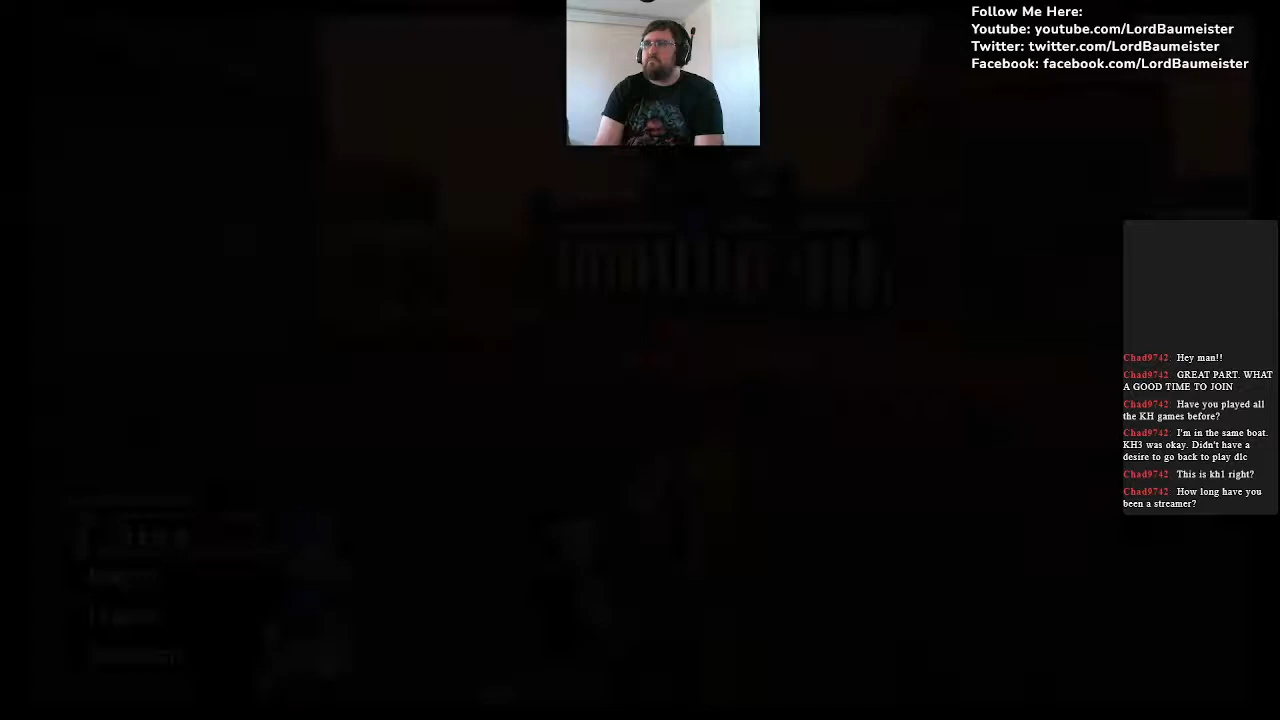 Follow Me Here:
Youtube: youtube.com/LordBaumeister
Twitter: twitter.com/LordBaumeister
Facebook: facebook.com/LordBaumeister
Chad9742: Hey man!!
Chad9742: GREAT PART. WHAT
A GOOD TIME TO JOIN
Chad9742: Have you played all
the KH games before?
Chad9742: I'm in the same boat.
KH3 was okay. Didn't have a
desire to go back to play dlc
Chad9742: This is kh1 right?
Chad9742: How long have you
been a streamer?